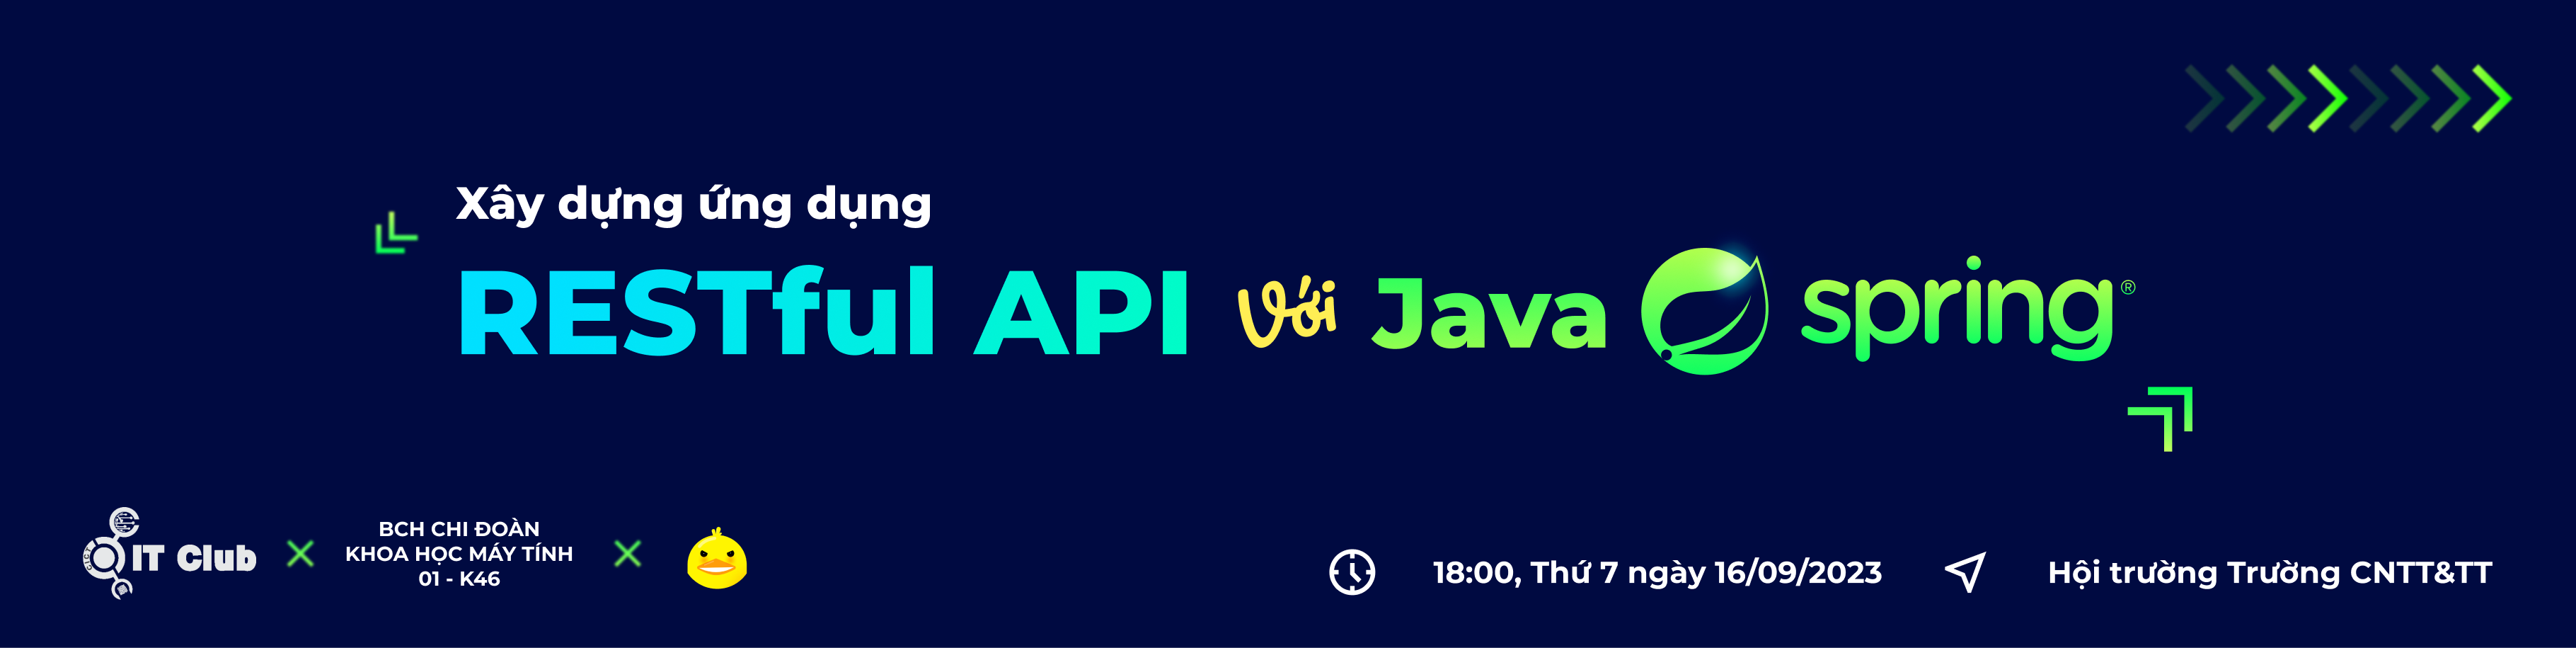 Xây dựng ứng dụng
RESTful API với Java spring®
IT Club
BCH CHI ĐOÀN
KHOA HỌC MÁY TÍNH
01 - K46
18:00, Thứ 7 ngày 16/09/2023
Hội trường Trường CNTT&TT